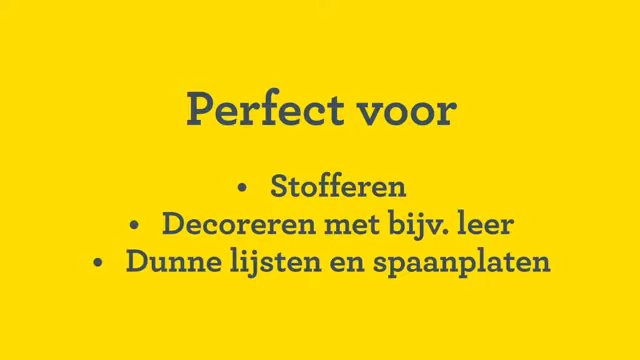 Perfect voor
• Stofferen
• Decoreren met bijv. leer
• Dunne lijsten en spaanplaten